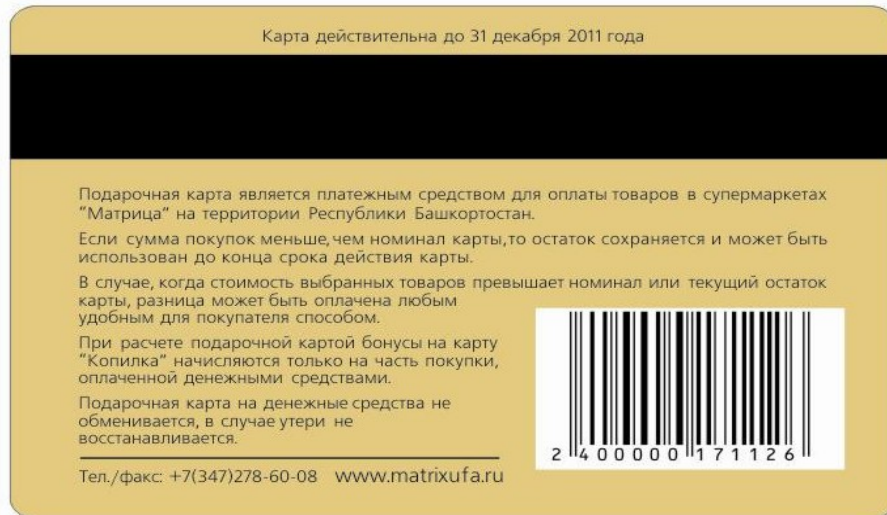 Карта действительна до 31 декабря 2011 года
Подарочная карта является платежным средством для оплаты товаров в супермаркетах
"Матрица" на территории Республики Башкортостан.
Если сумма покупок меньше, чем номинал карты, то остаток сохраняется и может быть
использован до конца срока действия карты.
В случае, когда стоимость выбранных товаров превышает номинал или текущий остаток
карты, разница может быть оплачена любым
удобным для покупателя способом.
При расчете подарочной картой бонусы на карту
"Копилка" начисляются только на часть покупки,
оплаченной денежными средствами.
Подарочная карта на денежные средства не
обменивается, в случае утери не
восстанавливается.
Тел./факс: +7(347)278-60-08 www.matrixufa.ru
2 400000 171126